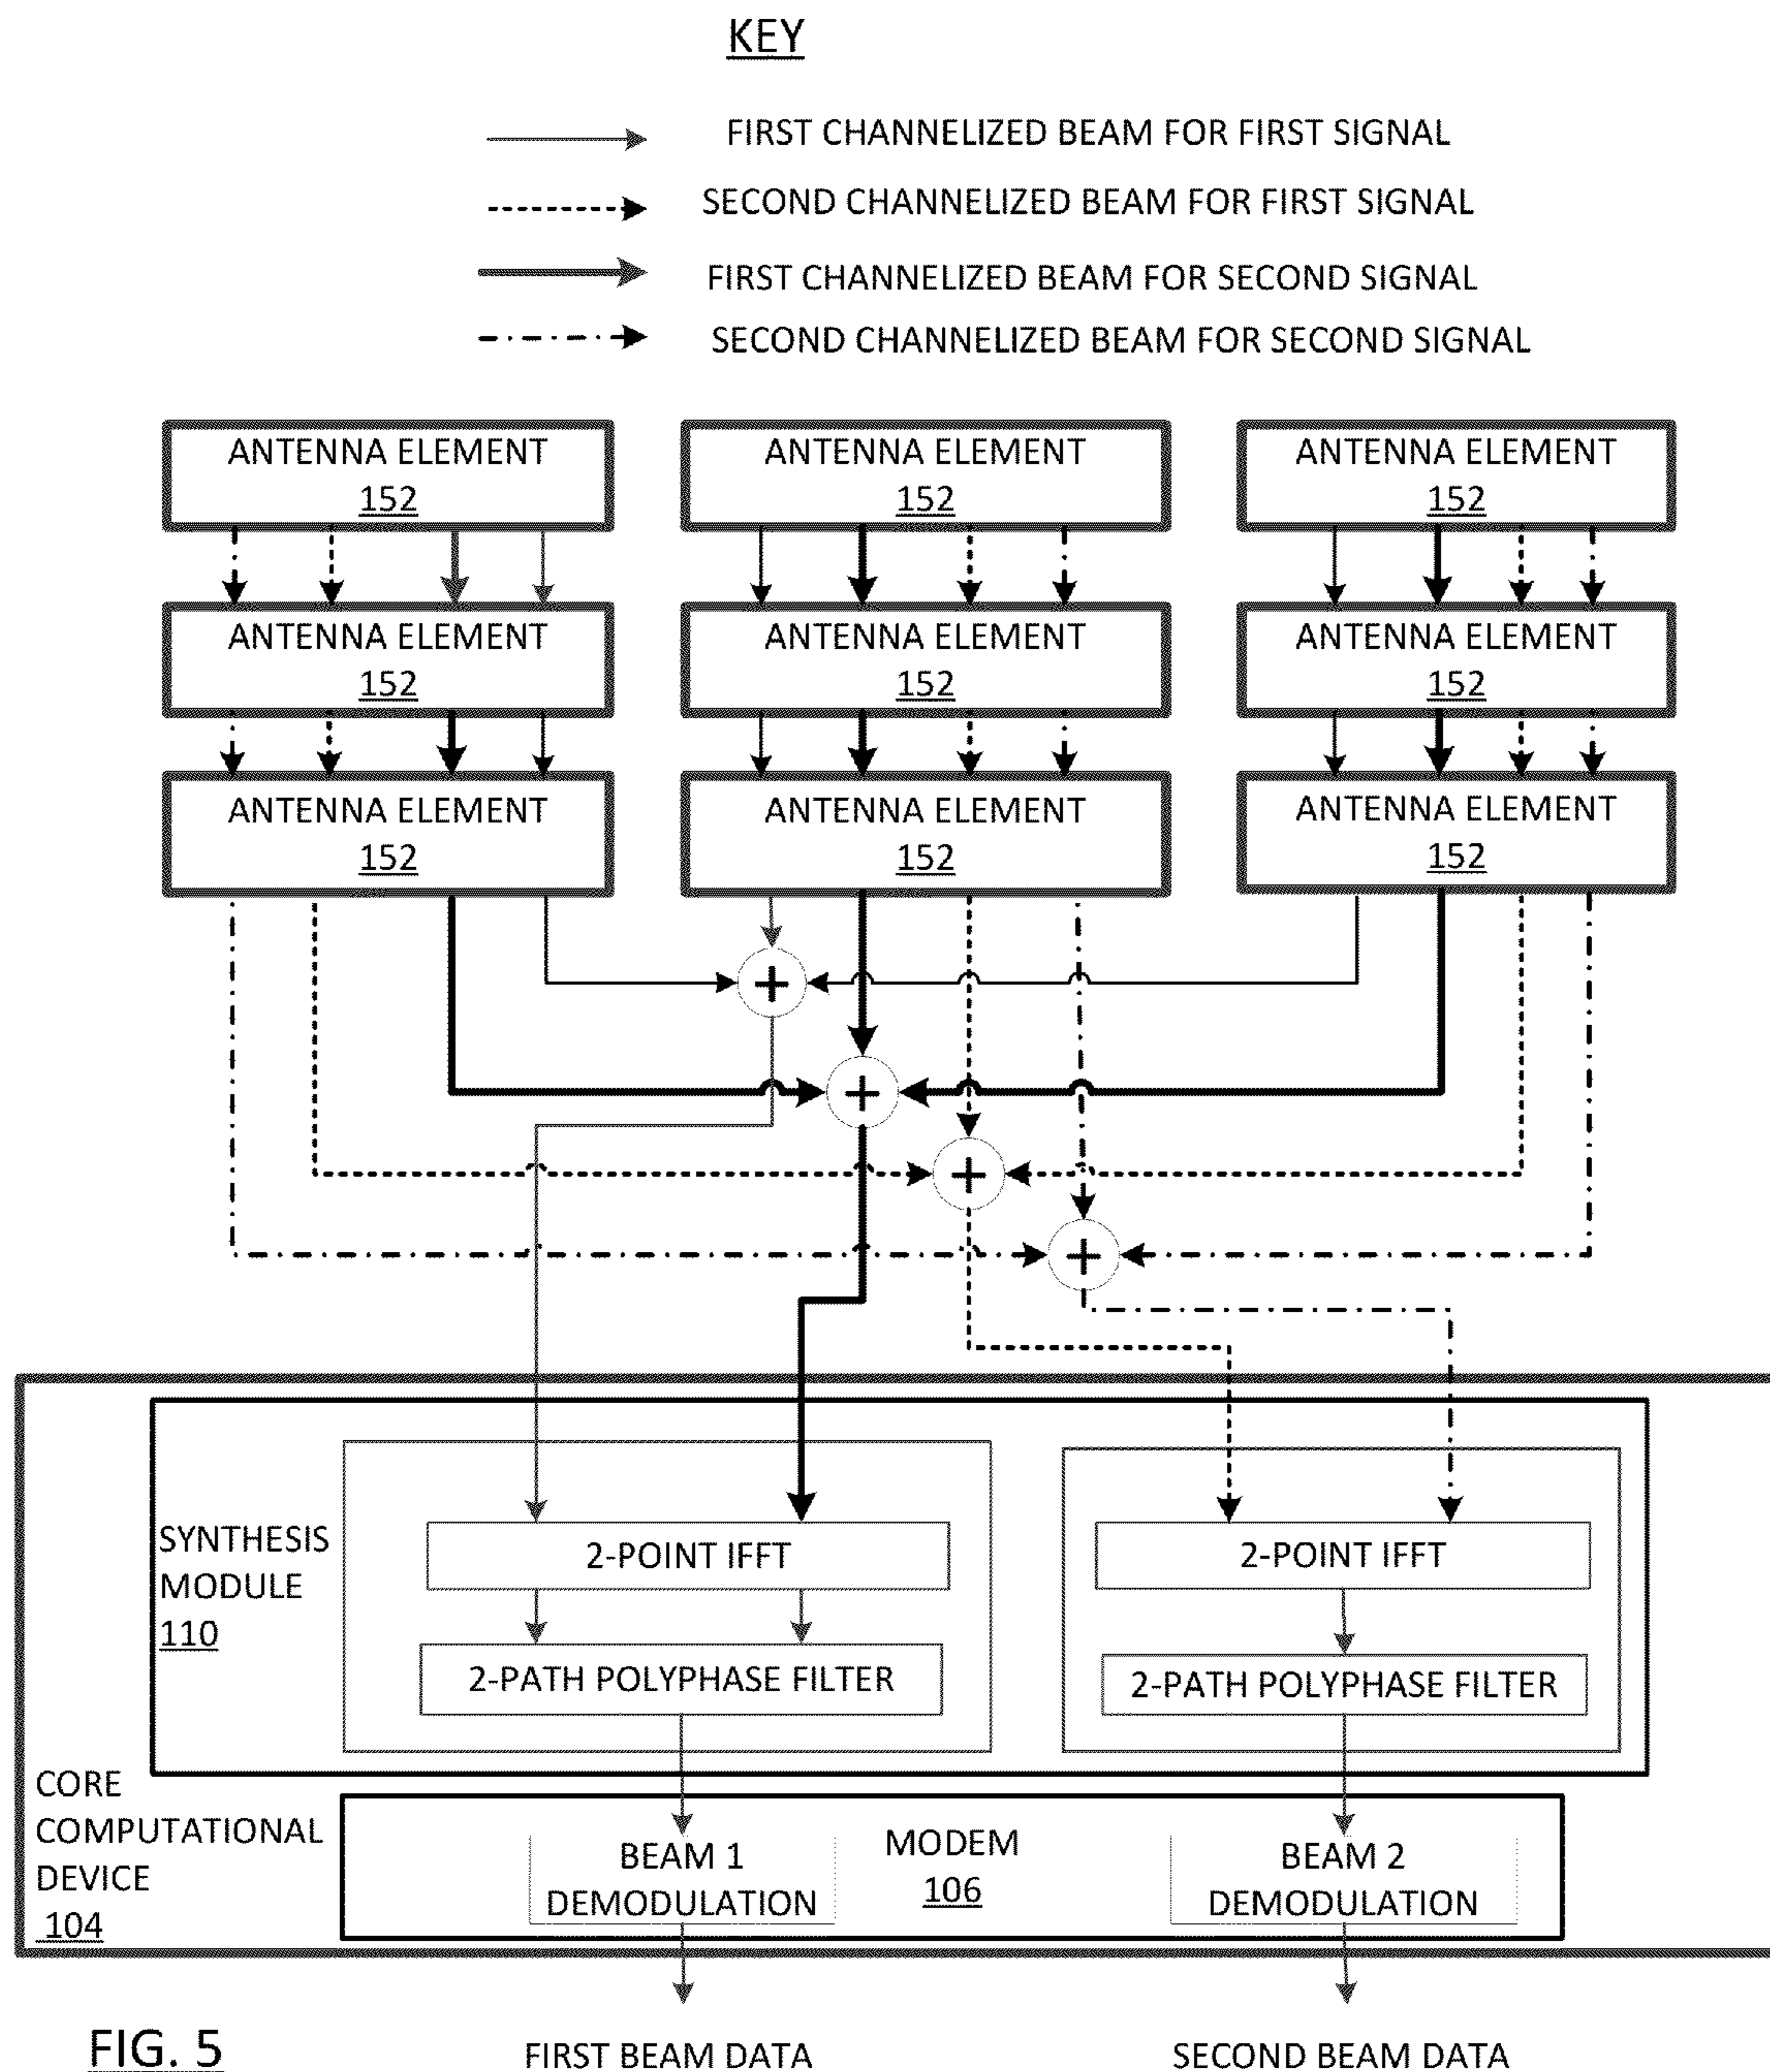 KEY
FIRST CHANNELIZED BEAM FOR FIRST SIGNAL
SECOND CHANNELIZED BEAM FOR FIRST SIGNAL
FIRST CHANNELIZED BEAM FOR SECOND SIGNAL
SECOND CHANNELIZED BEAM FOR SECOND SIGNAL
ANTENNA ELEMENT
152
ANTENNA ELEMENT
152
ANTENNA ELEMENT
152
ANTENNA ELEMENT
152
ANTENNA ELEMENT
152
ANTENNA ELEMENT
152
ANTENNA ELEMENT
152
ANTENNA ELEMENT
152
ANTENNA ELEMENT
152
+
+
+
+
SYNTHESIS
MODULE
110
2-POINT IFFT
2-PATH POLYPHASE FILTER
2-POINT IFFT
2-PATH POLYPHASE FILTER
CORE
COMPUTATIONAL
DEVICE
104
BEAM 1
DEMODULATION
MODEM
106
BEAM 2
DEMODULATION
FIG. 5
FIRST BEAM DATA
SECOND BEAM DATA